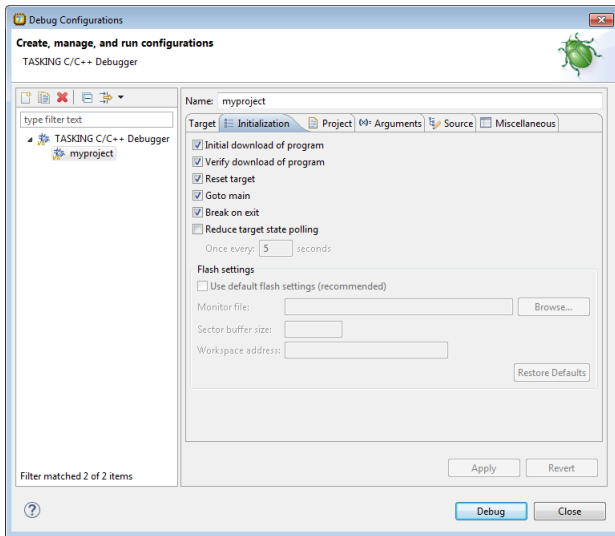 Debug Configurations
Create, manage, and run configurations
TASKING C/C++ Debugger
type filter text
TASKING C/C++ Debugger
myproject
Filter matched 2 of 2 items
Name: myproject
Target Initialization Project (x)= Arguments Source Miscellaneous
Initial download of program
Verify download of program
Reset target
Goto main
Break on exit
Reduce target state polling
Once every: 5 seconds
Flash settings
Use default flash settings (recommended)
Monitor file: Browse...
Sector buffer size:
Workspace address:
Restore Defaults
Apply Revert
? Debug Close